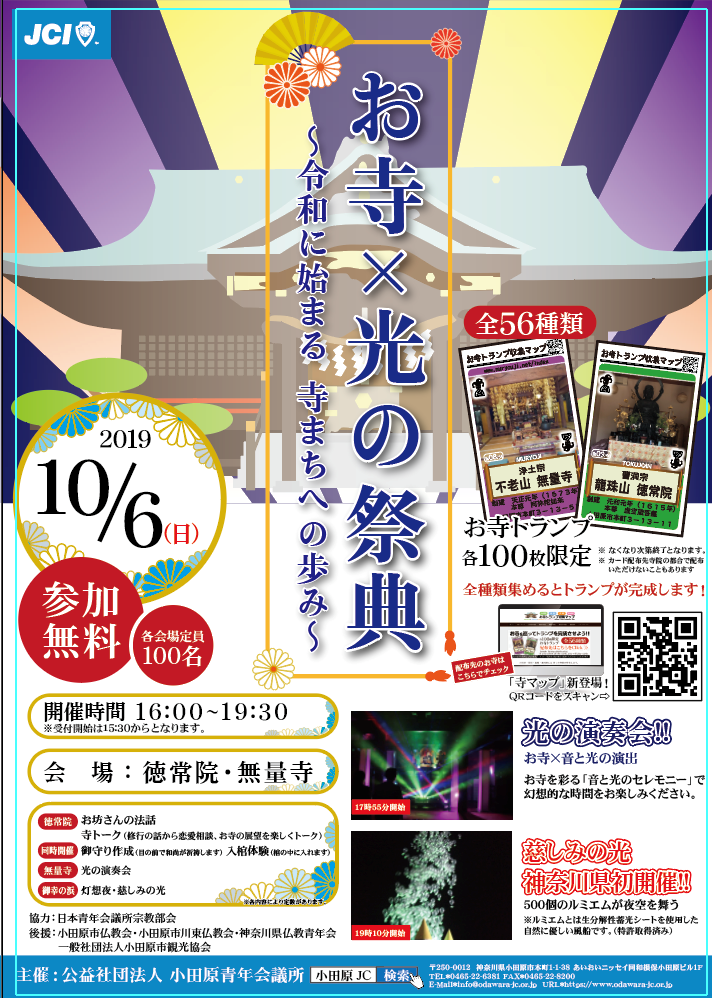 JCI
お寺×光の祭典
～令和に始まる 寺まちへの歩み～
全56種類
お寺トランプ収集マップ
MURYOJI
浄土宗
不老山 無量寺
お寺トランプ収集マップ
TOKUJOAN
曹洞宗
龍珠山 徳常院
お寺トランプ
各100枚限定
※ なくなり次第終了となります。
※ カード配布先寺院の都合で配布
いただけないこともあります
全種類集めるとトランプが完成します！
配布先のお寺は
こちらでチェック
「寺マップ」新登場！
QRコードをスキャン⇨
2019
10/6(日)
参加
無料
各会場定員
100名
開催時間 16:00~19:30
※受付開始は15:30からとなります。
会 場：徳常院・無量寺
徳常院 お坊さんの法話
寺トーク（修行の話から恋愛相談、お寺の展望を楽しくトーク）
同時開催 御守り作成（目の前で和尚が祈祷します） 入棺体験（棺の中に入れます）
無量寺 光の演奏会
御幸の浜 灯想夜・慈しみの光
※各内容により定数があります。
17時55分開始
光の演奏会!!
お寺×音と光の演出
お寺を彩る「音と光のセレモニー」で
幻想的な時間をお楽しみください。
19時10分開始
慈しみの光
神奈川県初開催!!
500個のルミエムが夜空を舞う
※ルミエムとは生分解性蓄光シートを使用した
自然に優しい風船です。（特許取得済み）
協力：日本青年会議所宗教部会
後援：小田原市仏教会・小田原市川東仏教会・神奈川県仏教青年会
一般社団法人小田原市観光協会
主催：公益社団法人 小田原青年会議所
小田原 JC 検索
〒250-0012 神奈川県小田原市本町1-1-38 あいおいニッセイ同和損保小田原ビル1F
TEL*0465-22-6381 FAX*0465-22-8200
E-Mail*info@odawara-jc.or.jp URL*https://www.odawara-jc.or.jp